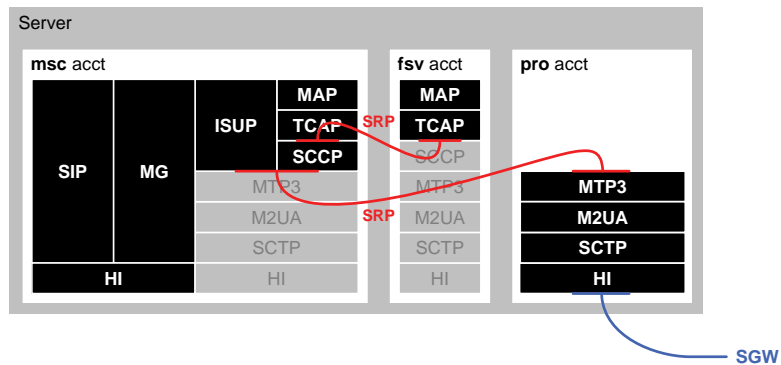 Server
msc acct
SIP
MG
ISUP
MAP
TCAP
SCCP
MTP3
M2UA
SCTP
HI
HI
SRP
SRP
fsv acct
MAP
TCAP
SCCP
MTP3
M2UA
SCTP
HI
pro acct
MTP3
M2UA
SCTP
HI
SGW